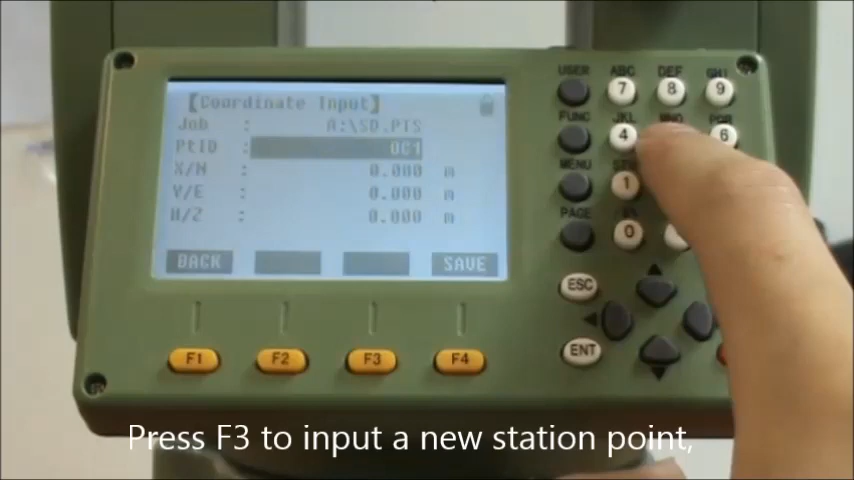 【Coordinate Input】
Job : A:\SD.PTS
PtID : OC1
X/N : 0.000 m
Y/E : 0.000 m
H/Z : 0.000 m
BACK SAVE
USER ABC DEF GHI
7 8 9
FUNC JKL MNO PQR
4 6
MENU
1
PAGE
0
ESC
ENT
F1 F2 F3 F4
Press F3 to input a new station point,